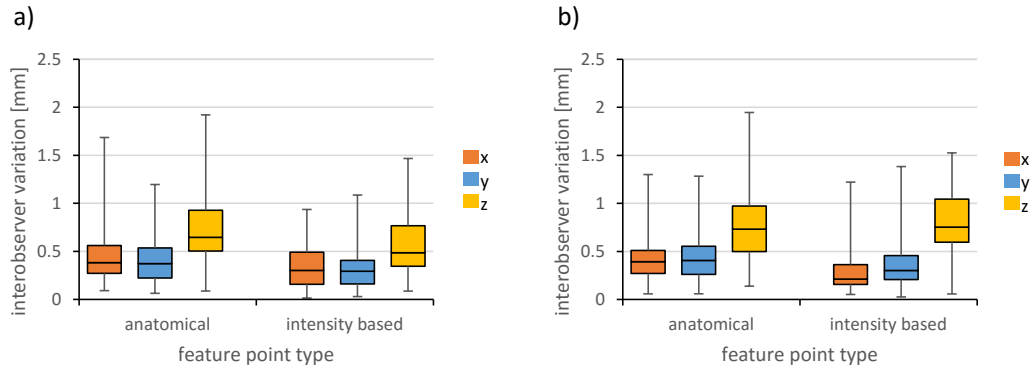 a)
interobserver variation [mm]
2.5
2
1.5
1
0.5
0
anatomical
intensity based
feature point type
x
y
z
b)
interobserver variation [mm]
2.5
2
1.5
1
0.5
0
anatomical
intensity based
feature point type
x
y
z